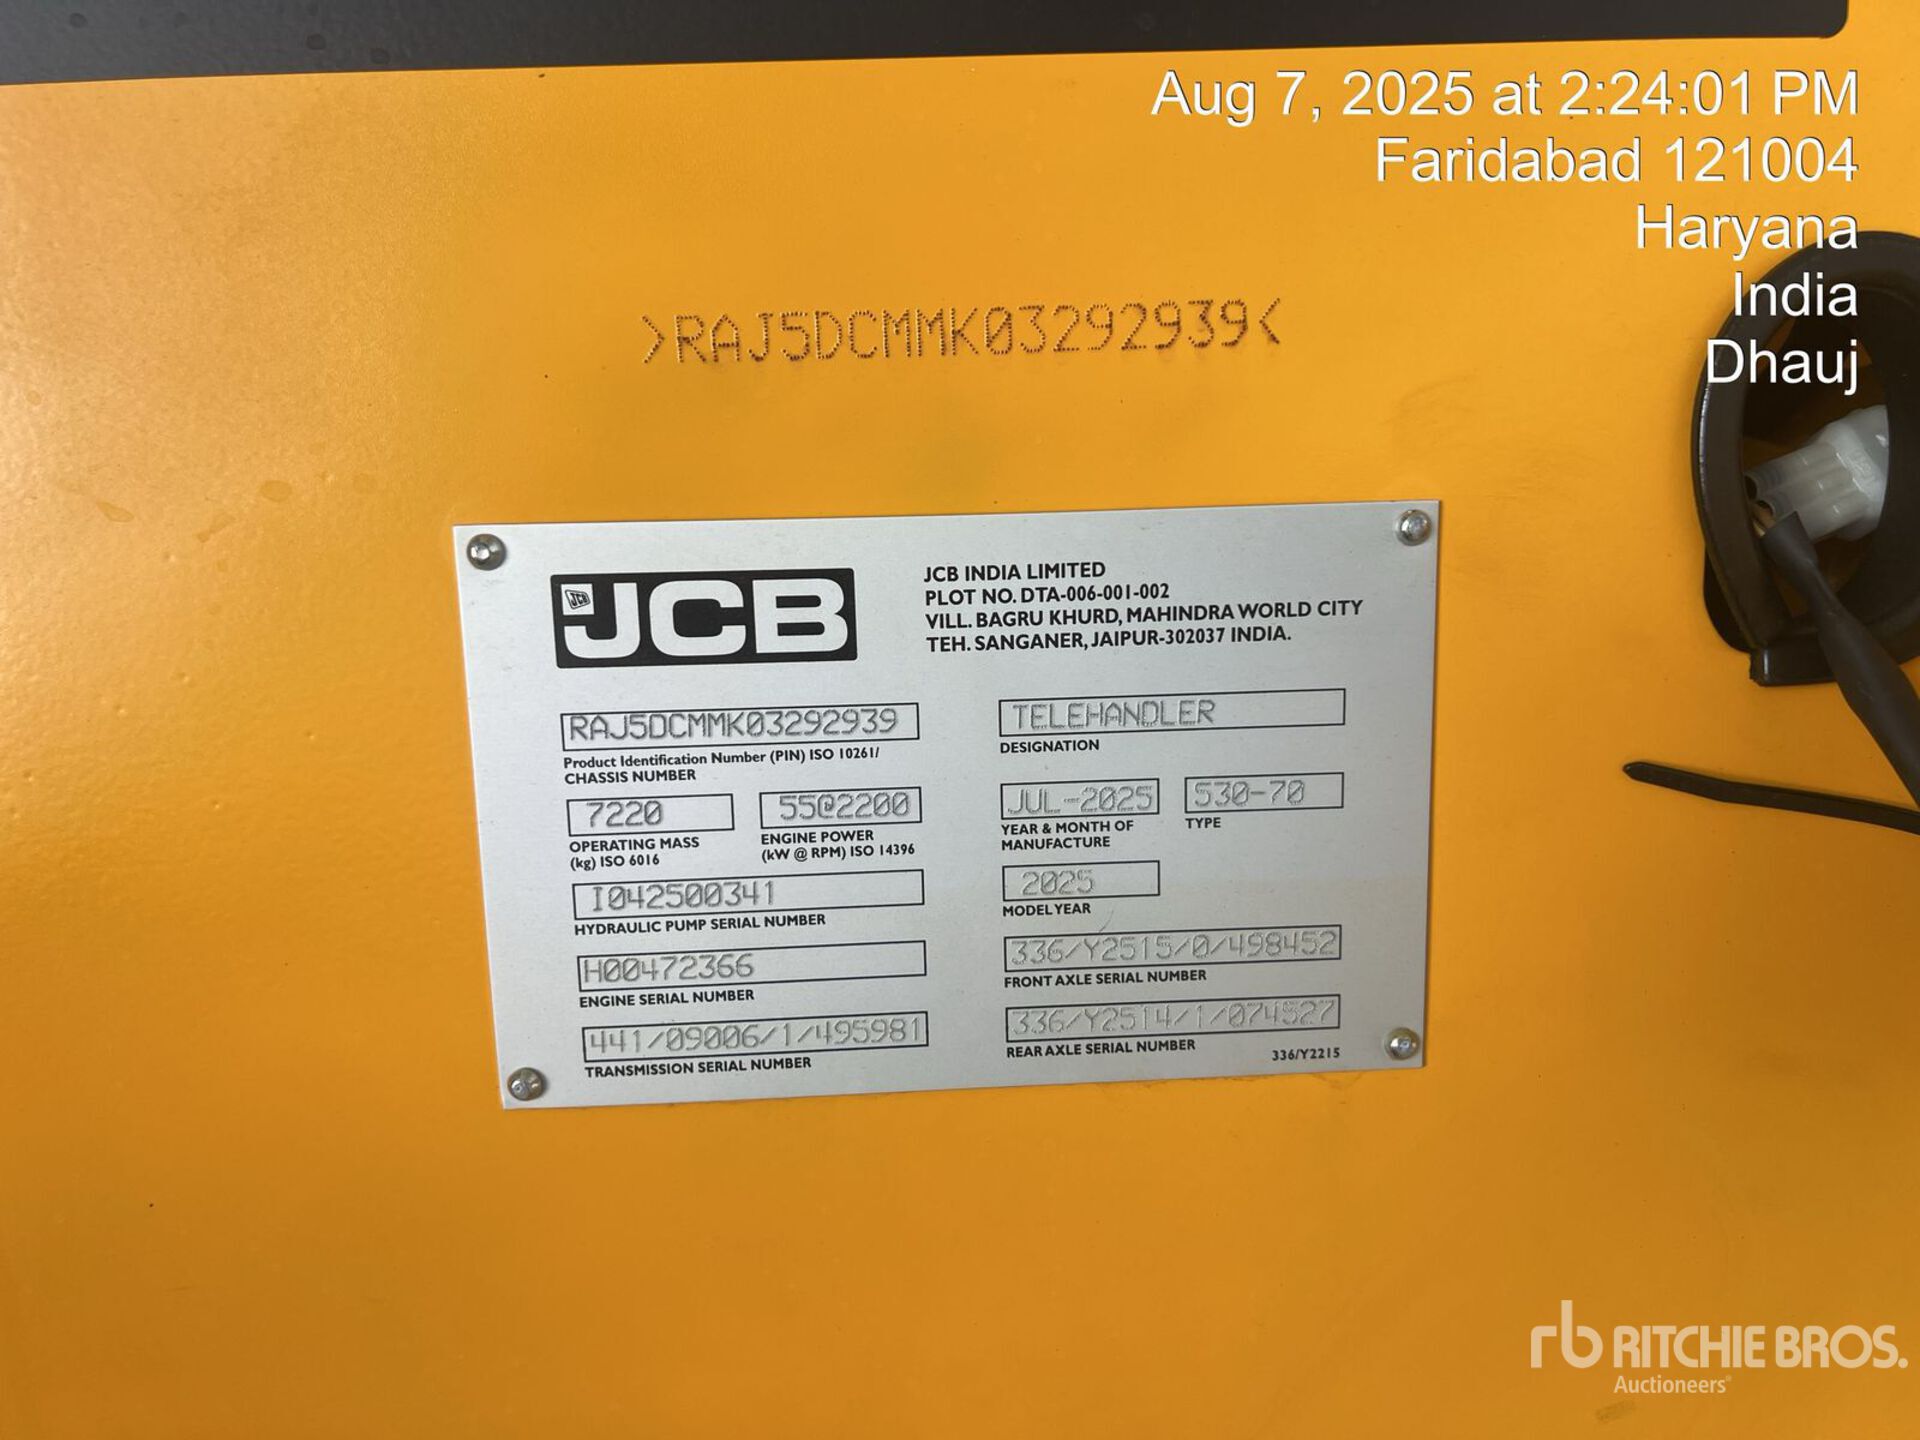 Aug 7, 2025 at 2:24:01 PM
Faridabad 121004
Haryana
India
Dhauj
>RAJ5DCMMK03292939<
JCB
JCB INDIA LIMITED
PLOT NO. DTA-006-001-002
VILL. BAGRU KHURD, MAHINDRA WORLD CITY
TEH. SANGANER, JAIPUR-302037 INDIA.
RAJ5DCMMK03292939
Product Identification Number (PIN) ISO 10261/
CHASSIS NUMBER
7220
OPERATING MASS
(kg) ISO 6016
55@2200
ENGINE POWER
(kW @ RPM) ISO 14396
I042500341
HYDRAULIC PUMP SERIAL NUMBER
H00472366
ENGINE SERIAL NUMBER
441/09006/1/495981
TRANSMISSION SERIAL NUMBER
TELEHANDLER
DESIGNATION
JUL-2025
YEAR & MONTH OF
MANUFACTURE
530-70
TYPE
2025
MODEL YEAR
336/Y2515/0/498452
FRONT AXLE SERIAL NUMBER
336/Y2514/1/074527
REAR AXLE SERIAL NUMBER
336/Y2215
rb RITCHIE BROS.
Auctioneers